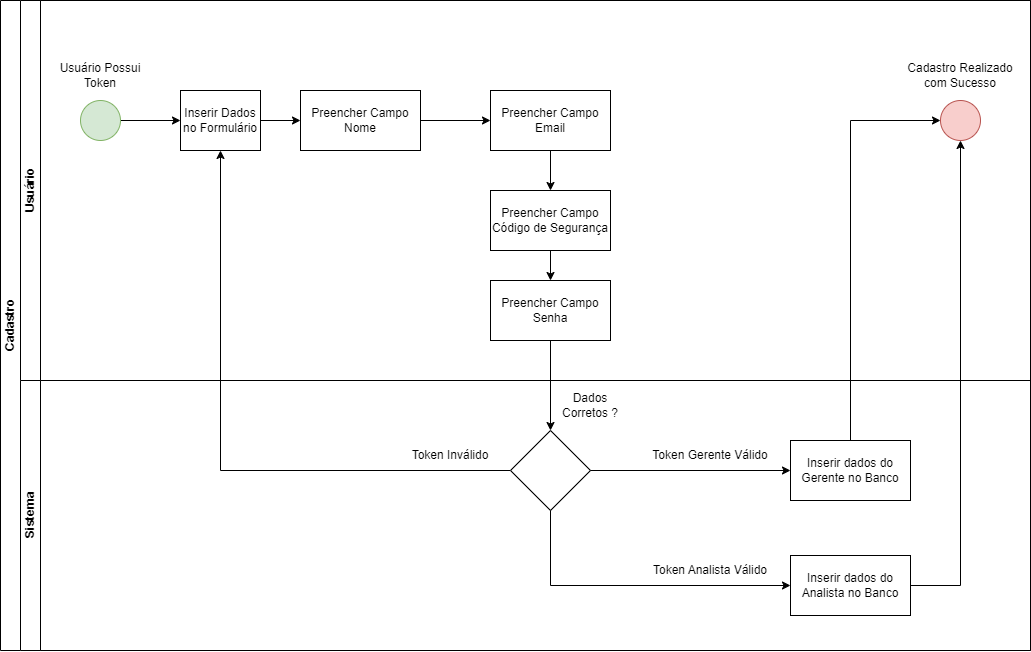 Cadastro
Usuário
Usuário Possui
Token
Inserir Dados
no Formulário
Preencher Campo
Nome
Preencher Campo
Email
Cadastro Realizado
com Sucesso
Preencher Campo
Código de Segurança
Preencher Campo
Senha
Sistema
Dados
Corretos ?
Token Inválido
Token Gerente Válido
Inserir dados do
Gerente no Banco
Token Analista Válido
Inserir dados do
Analista no Banco